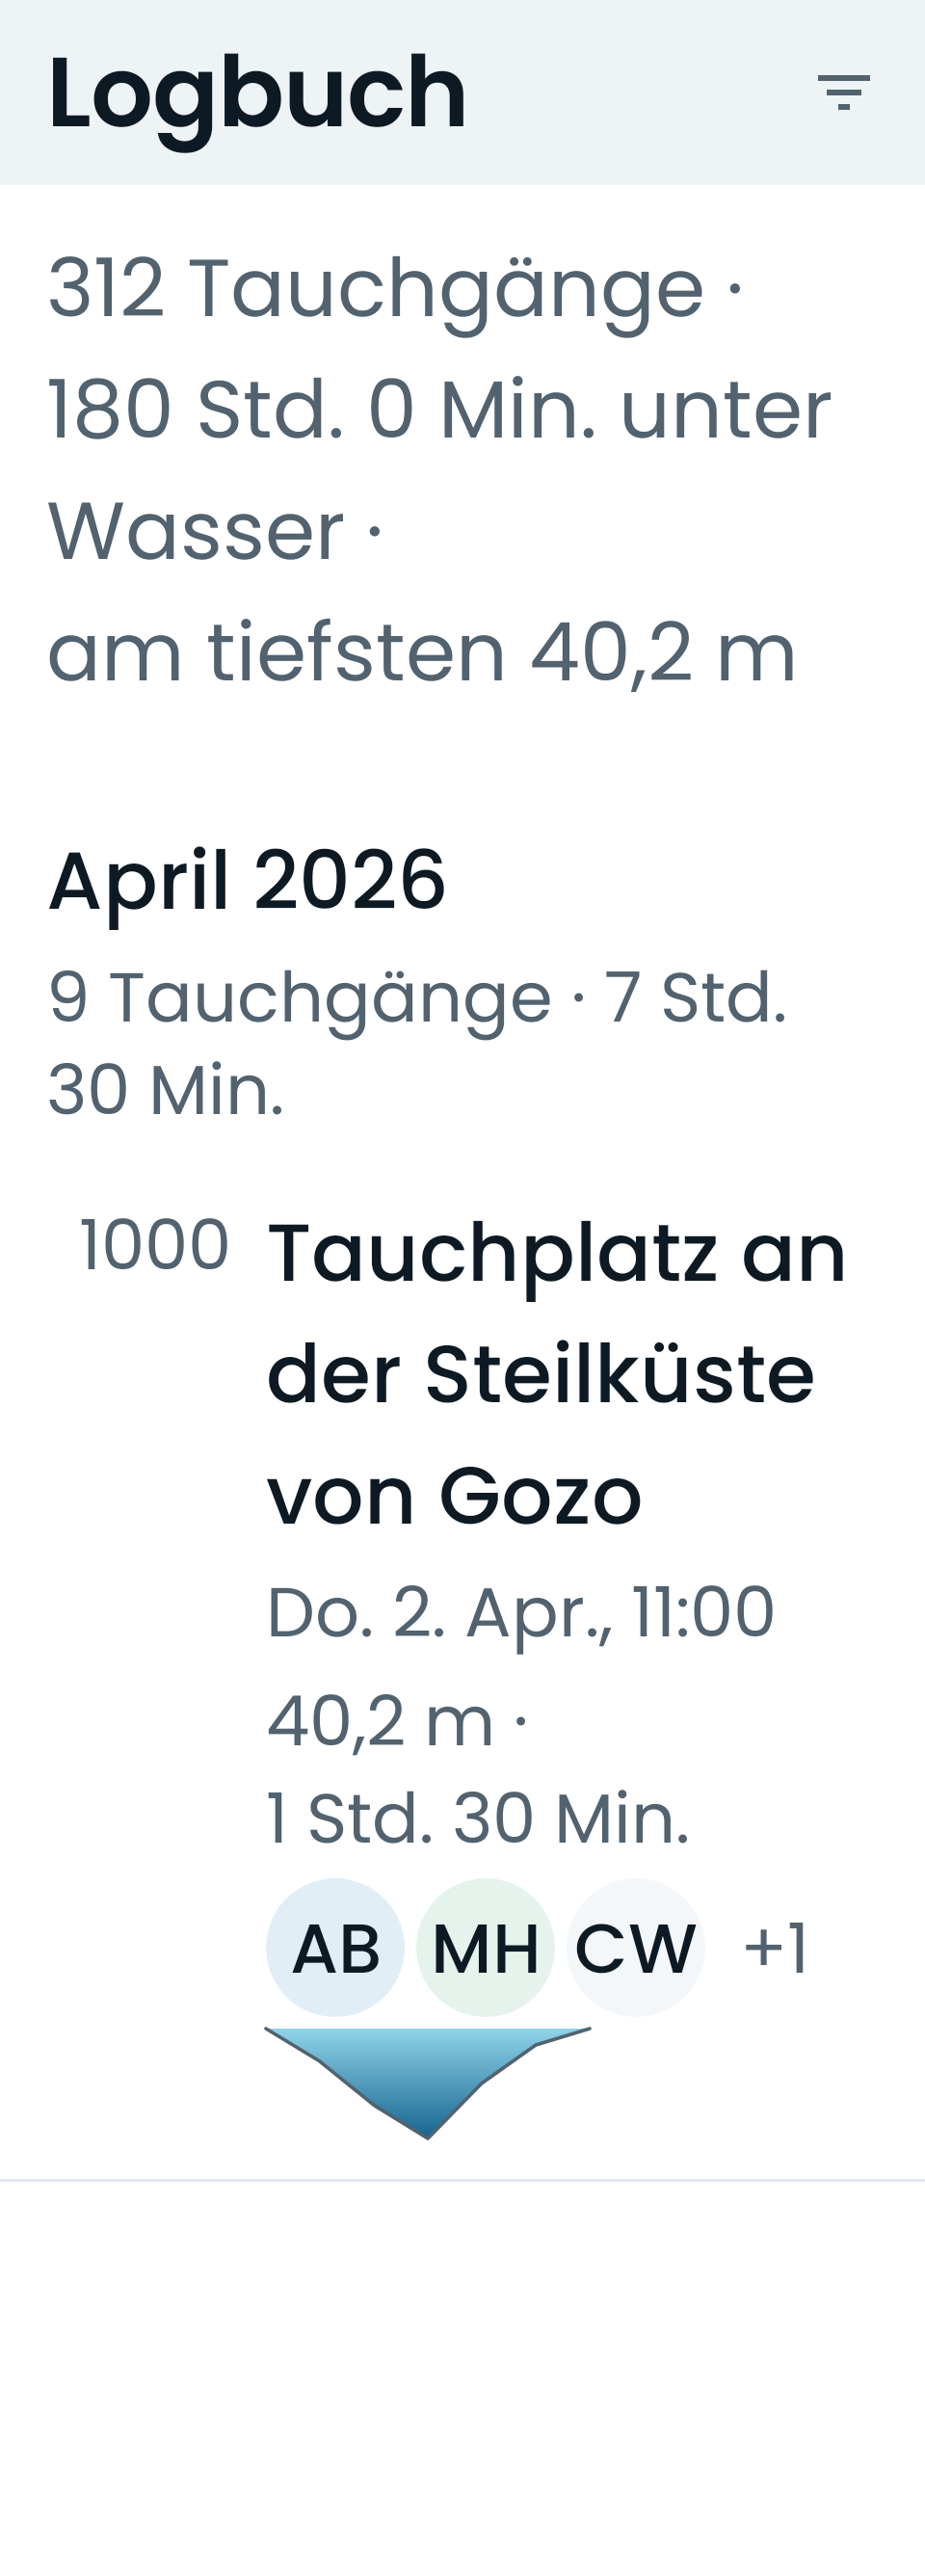 Logbuch
312 Tauchgänge ·
180 Std. 0 Min. unter
Wasser ·
am tiefsten 40,2 m
April 2026
9 Tauchgänge · 7 Std.
30 Min.
1000 Tauchplatz an
der Steilküste
von Gozo
Do. 2. Apr., 11:00
40,2 m ·
1 Std. 30 Min.
AB MH CW +1